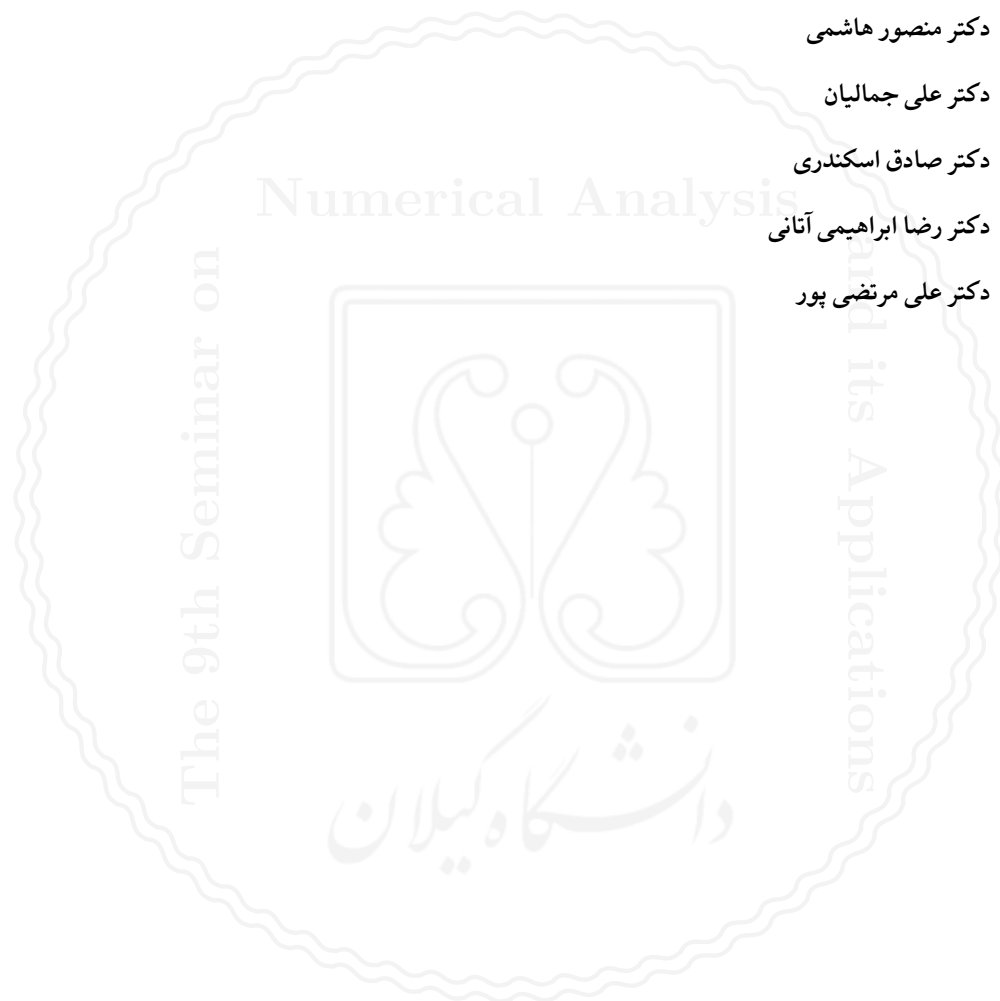 دکتر منصور هاشمی
دکتر علی جمالیان
دکتر صادق اسکندری
دکتر رضا ابراهیمی آتانی
دکتر علی مرتضی پور
The 9th Seminar on
Numerical Analysis
and its Applications
دانشگاه گیلان